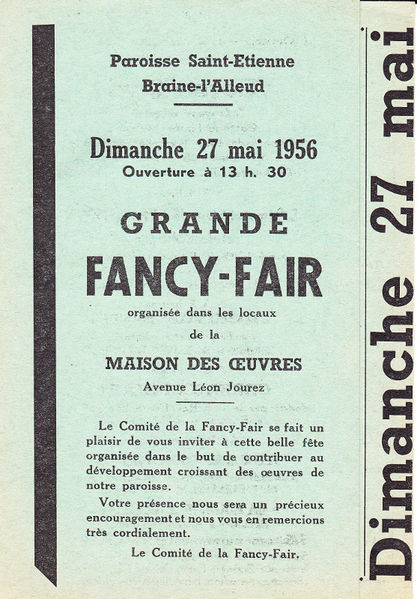 Paroisse Saint-Etienne
Braine-l'Alleud
Dimanche 27 mai 1956
Ouverture à 13 h. 30
GRANDE
FANCY-FAIR
organisée dans les locaux
de la
MAISON DES ŒUVRES
Avenue Léon Jourez
Le Comité de la Fancy-Fair se fait un
plaisir de vous inviter à cette belle fête
organisée dans le but de contribuer au
développement croissant des œuvres de
notre paroisse.
Votre présence nous sera un précieux
encouragement et nous vous en remercions
très cordialement.
Le Comité de la Fancy-Fair.
Dimanche 27 mai